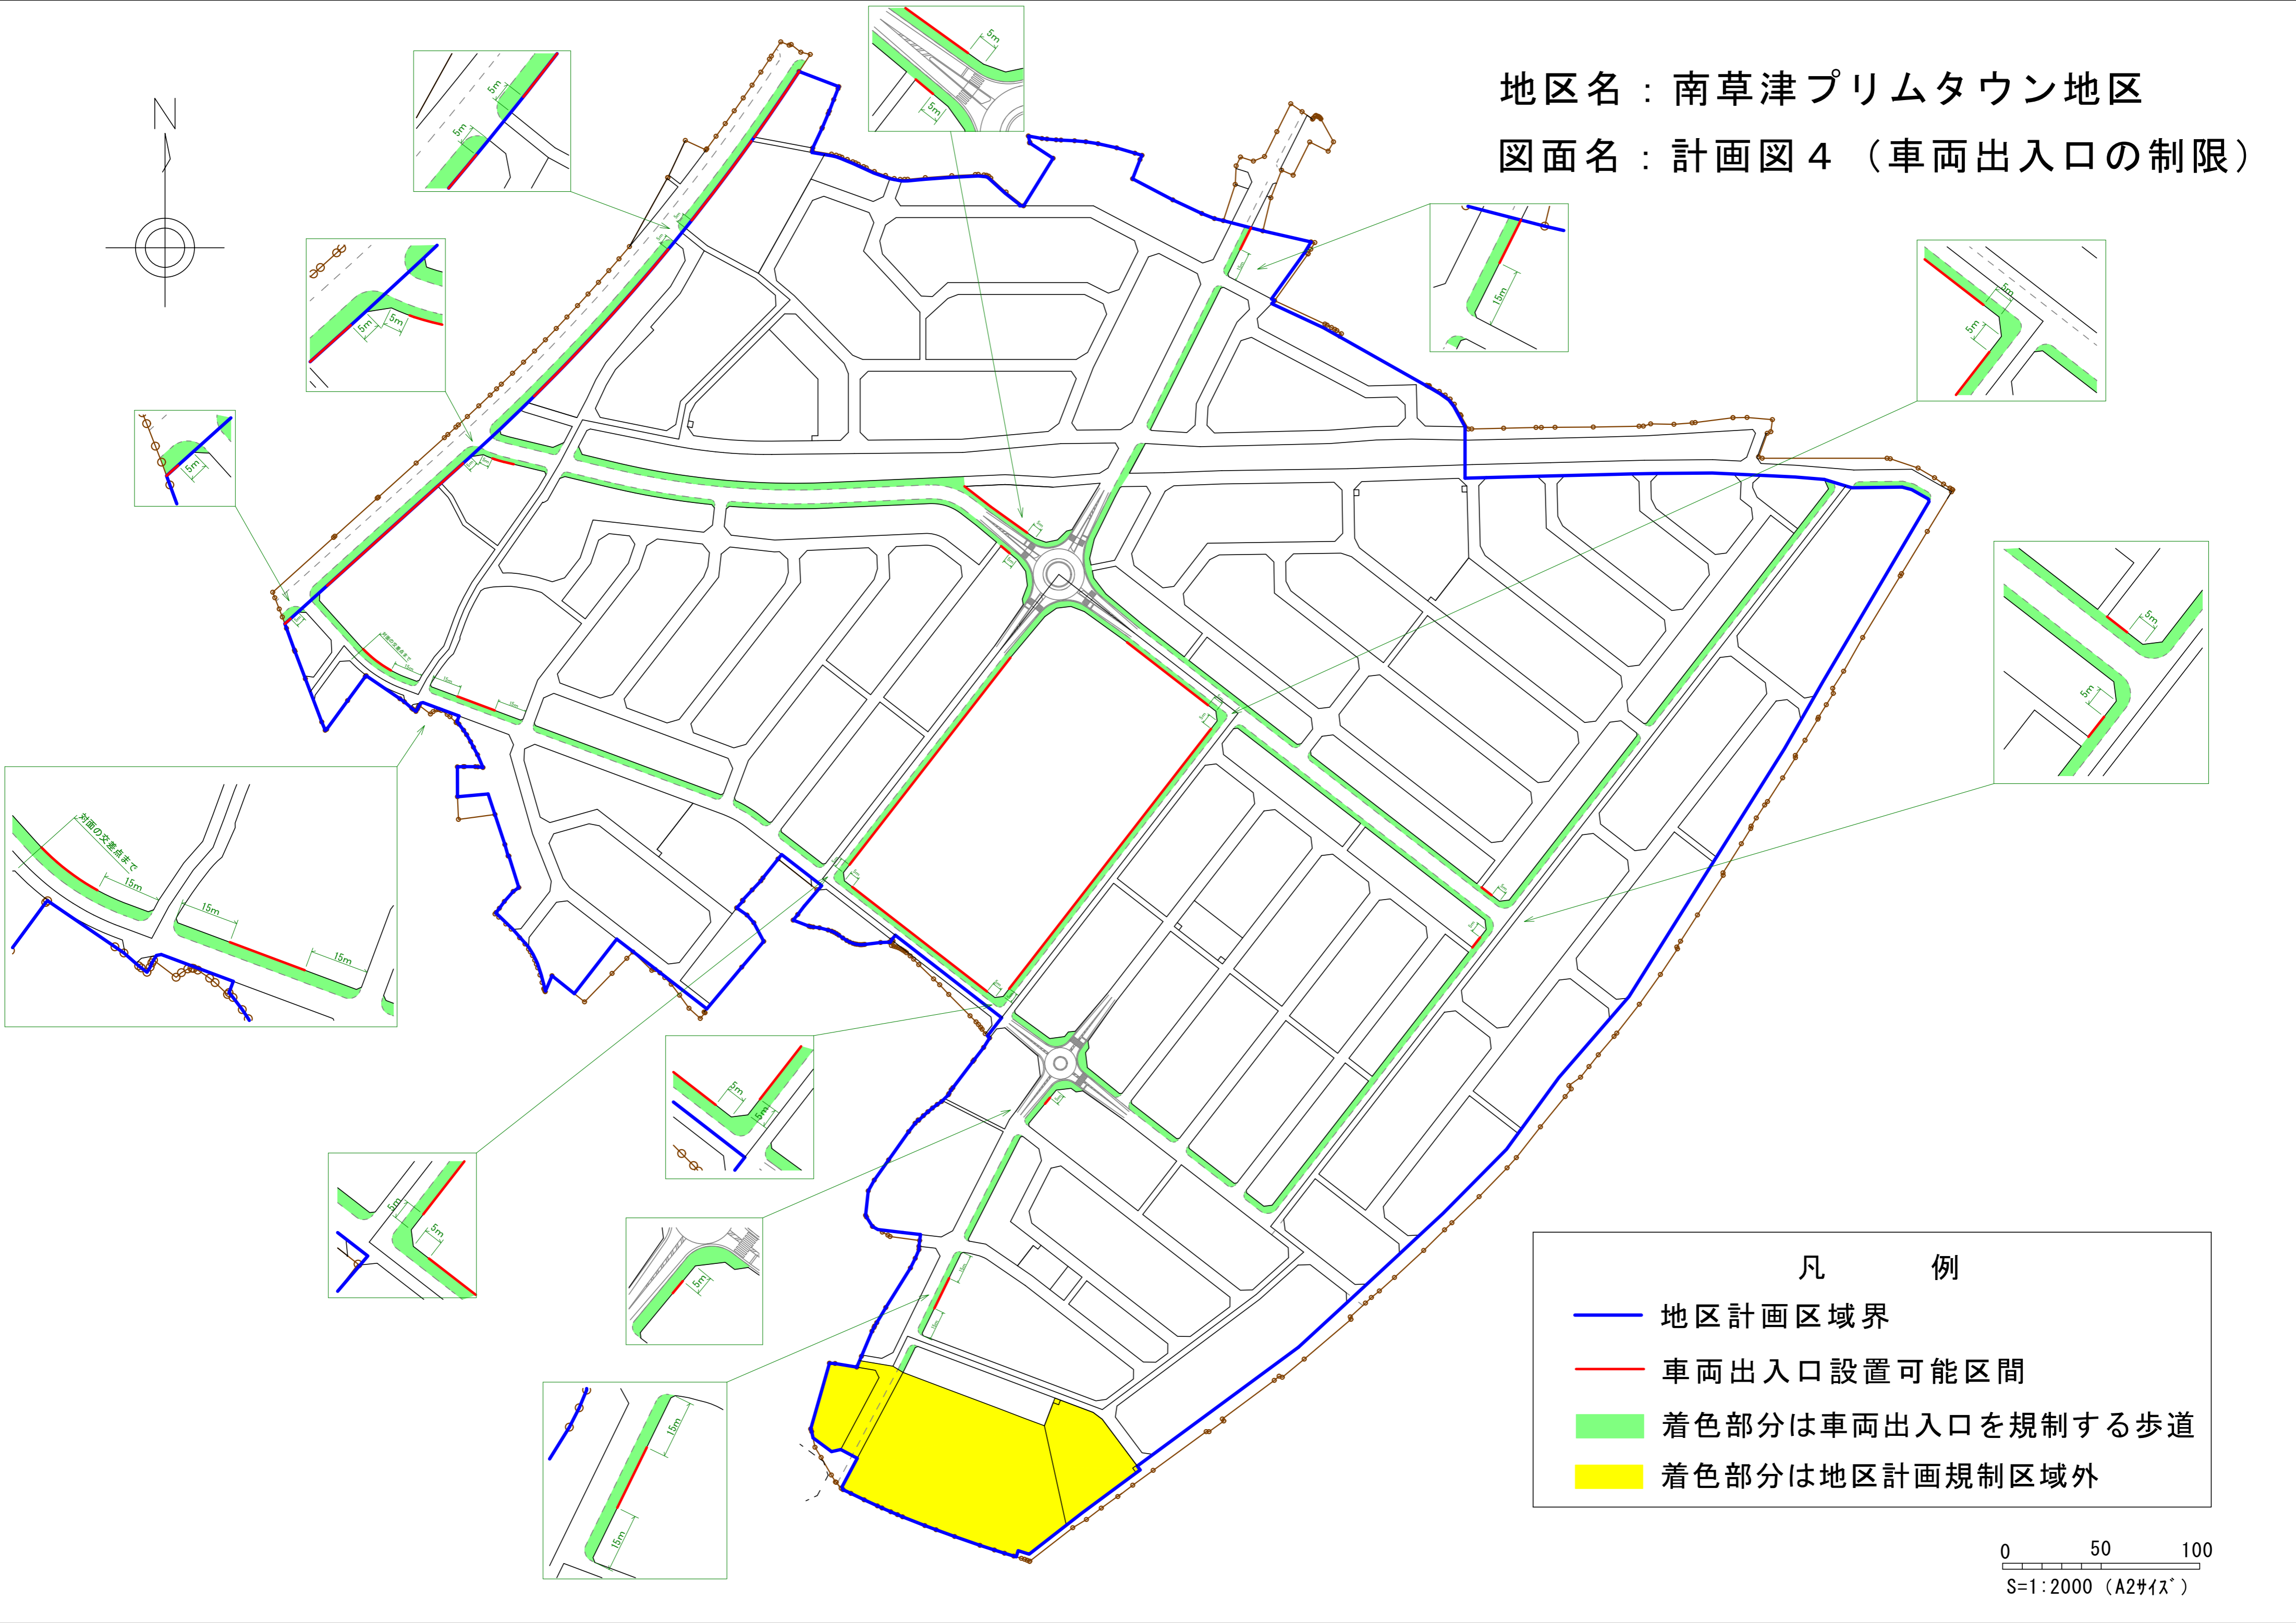 地区名：南草津プリムタウン地区
図面名：計画図４（車両出入口の制限）
N
5m
5m
5m
5m
5m
5m
5m
15m
5m
5m
5m
5m
対面の交差点まで
15m
15m
15m
5m
5m
5m
5m
5m
15m
15m
凡　例
地区計画区域界
車両出入口設置可能区間
着色部分は車両出入口を規制する歩道
着色部分は地区計画規制区域外
0 50 100
S=1:2000（A2ｻｲｽﾞ）